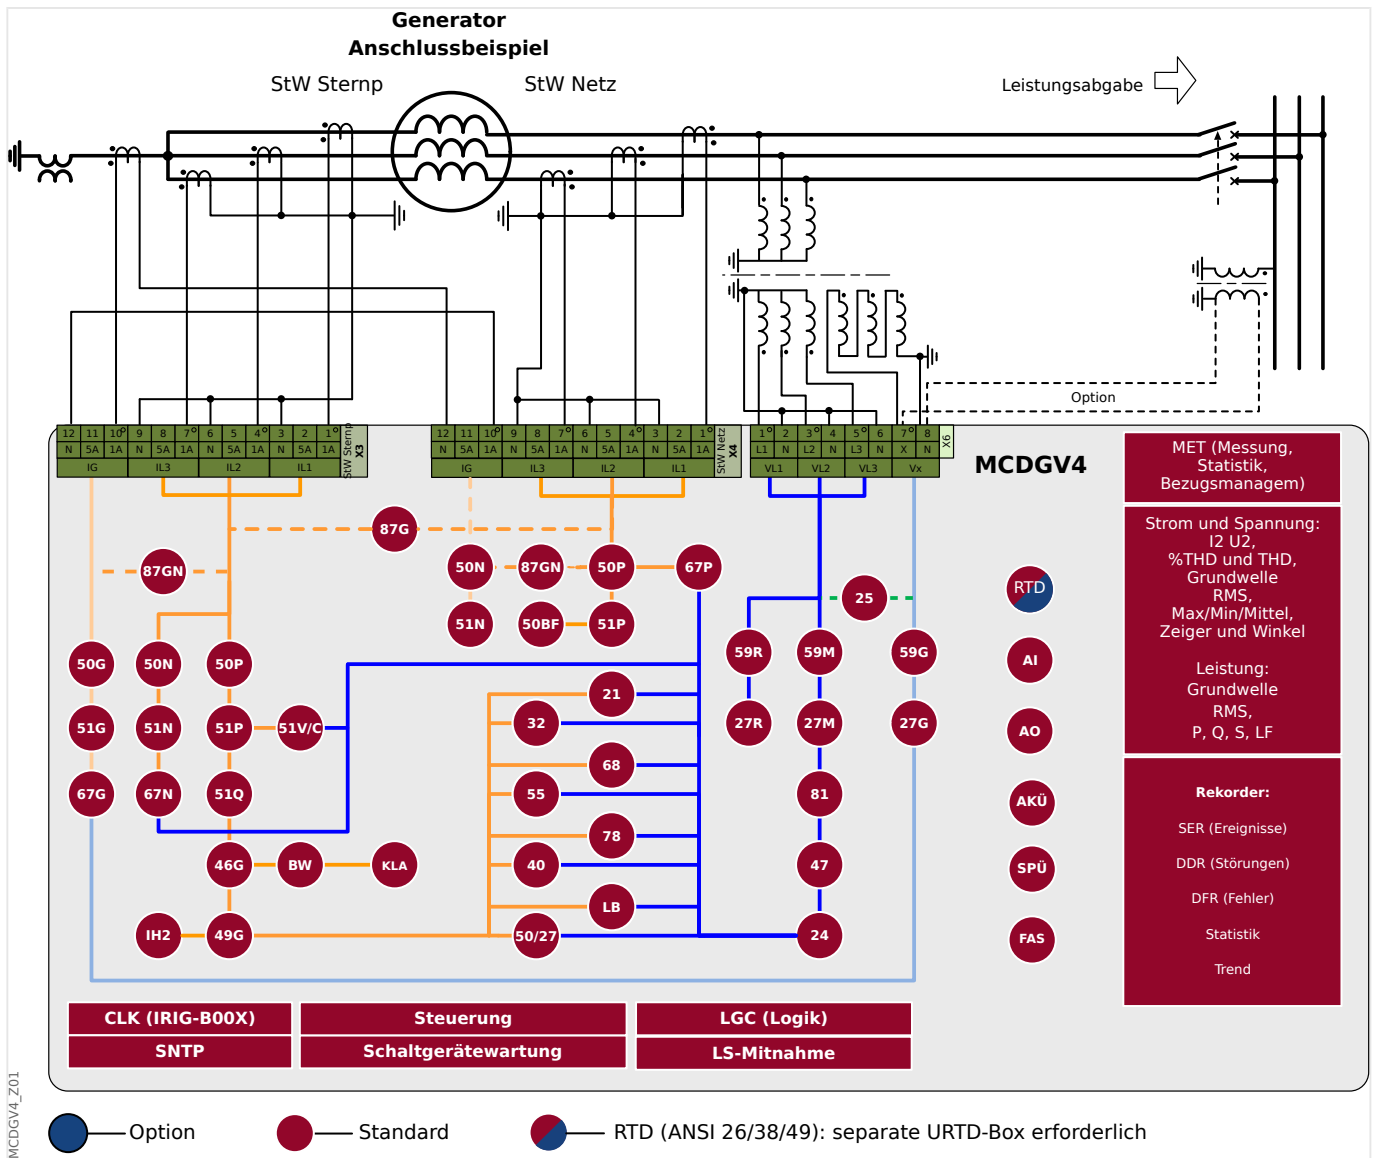 Generator
Anschlussbeispiel
StW Sternp
StW Netz
Leistungsabgabe
Option
12 11 10 9 8 7 6 5 4 3 2 1
N 5A 1A N 5A 1A N 5A 1A N 5A 1A
IG IL3 IL2 IL1
StW Sternp
X3
12 11 10 9 8 7 6 5 4 3 2 1
N 5A 1A N 5A 1A N 5A 1A N 5A 1A
IG IL3 IL2 IL1
StW Netz
X4
1 2 3 4 5 6 7 8
L1 N L2 N L3 N X N
VL1 VL2 VL3 Vx
X6
MCDGV4
MET (Messung,
Statistik,
Bezugsmanagem)
Strom und Spannung:
I2 U2,
%THD und THD,
Grundwelle
RMS,
Max/Min/Mittel,
Zeiger und Winkel
Leistung:
Grundwelle
RMS,
P, Q, S, LF
Rekorder:
SER (Ereignisse)
DDR (Störungen)
DFR (Fehler)
Statistik
Trend
87G
87GN
50N 87GN 50P 67P
51N 50BF 51P
25
RTD
59R 59M 59G
50G 50N 50P
AI
21
51G 51N 51P 51V/C
32
27R 27M 27G
AO
68
67G 67N 51Q
55
81
AKÜ
78
46G BW KLA
40
47
SPÜ
LB
IH2 49G
50/27
24
FAS
CLK (IRIG-B00X)
Steuerung
LGC (Logik)
SNTP
Schaltgerätewartung
LS-Mitnahme
MCDGV4_Z01
Option
Standard
RTD (ANSI 26/38/49): separate URTD-Box erforderlich